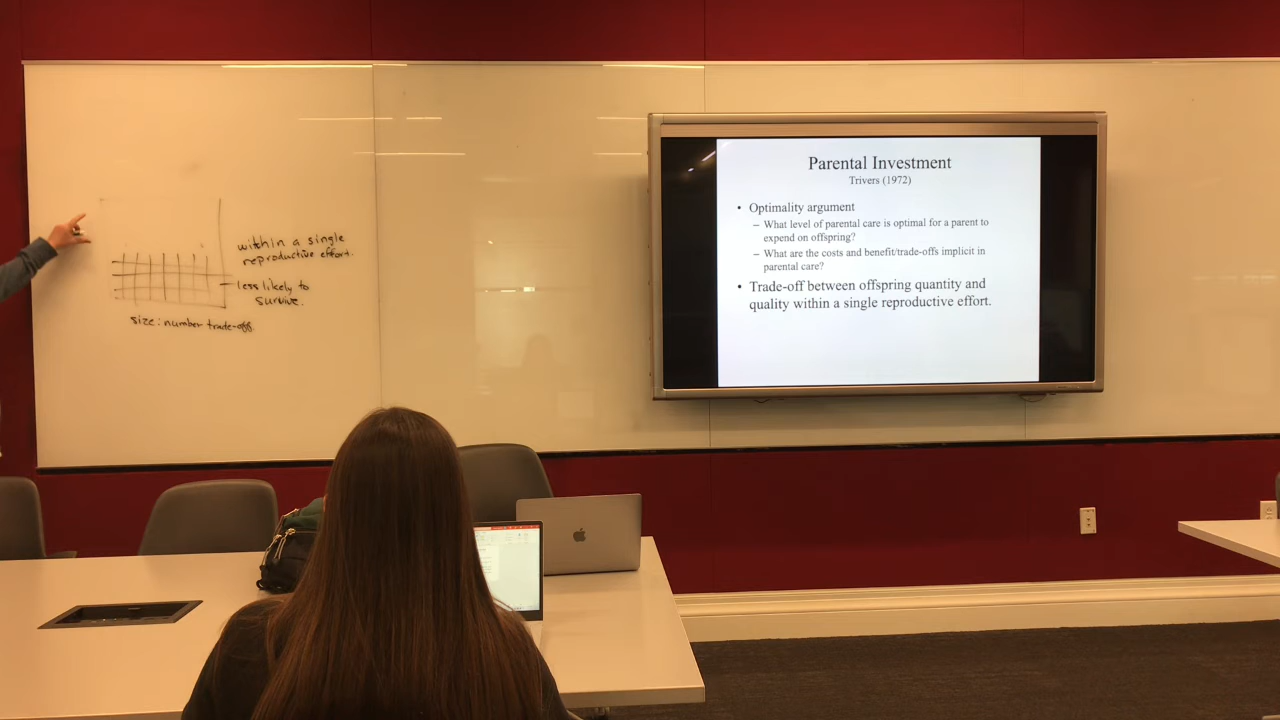 within a single
reproductive effort.
less likely to
survive.
size: number trade-off.
Parental Investment
Trivers (1972)
• Optimality argument
– What level of parental care is optimal for a parent to
expend on offspring?
– What are the costs and benefit/trade-offs implicit in
parental care?
• Trade-off between offspring quantity and
quality within a single reproductive effort.